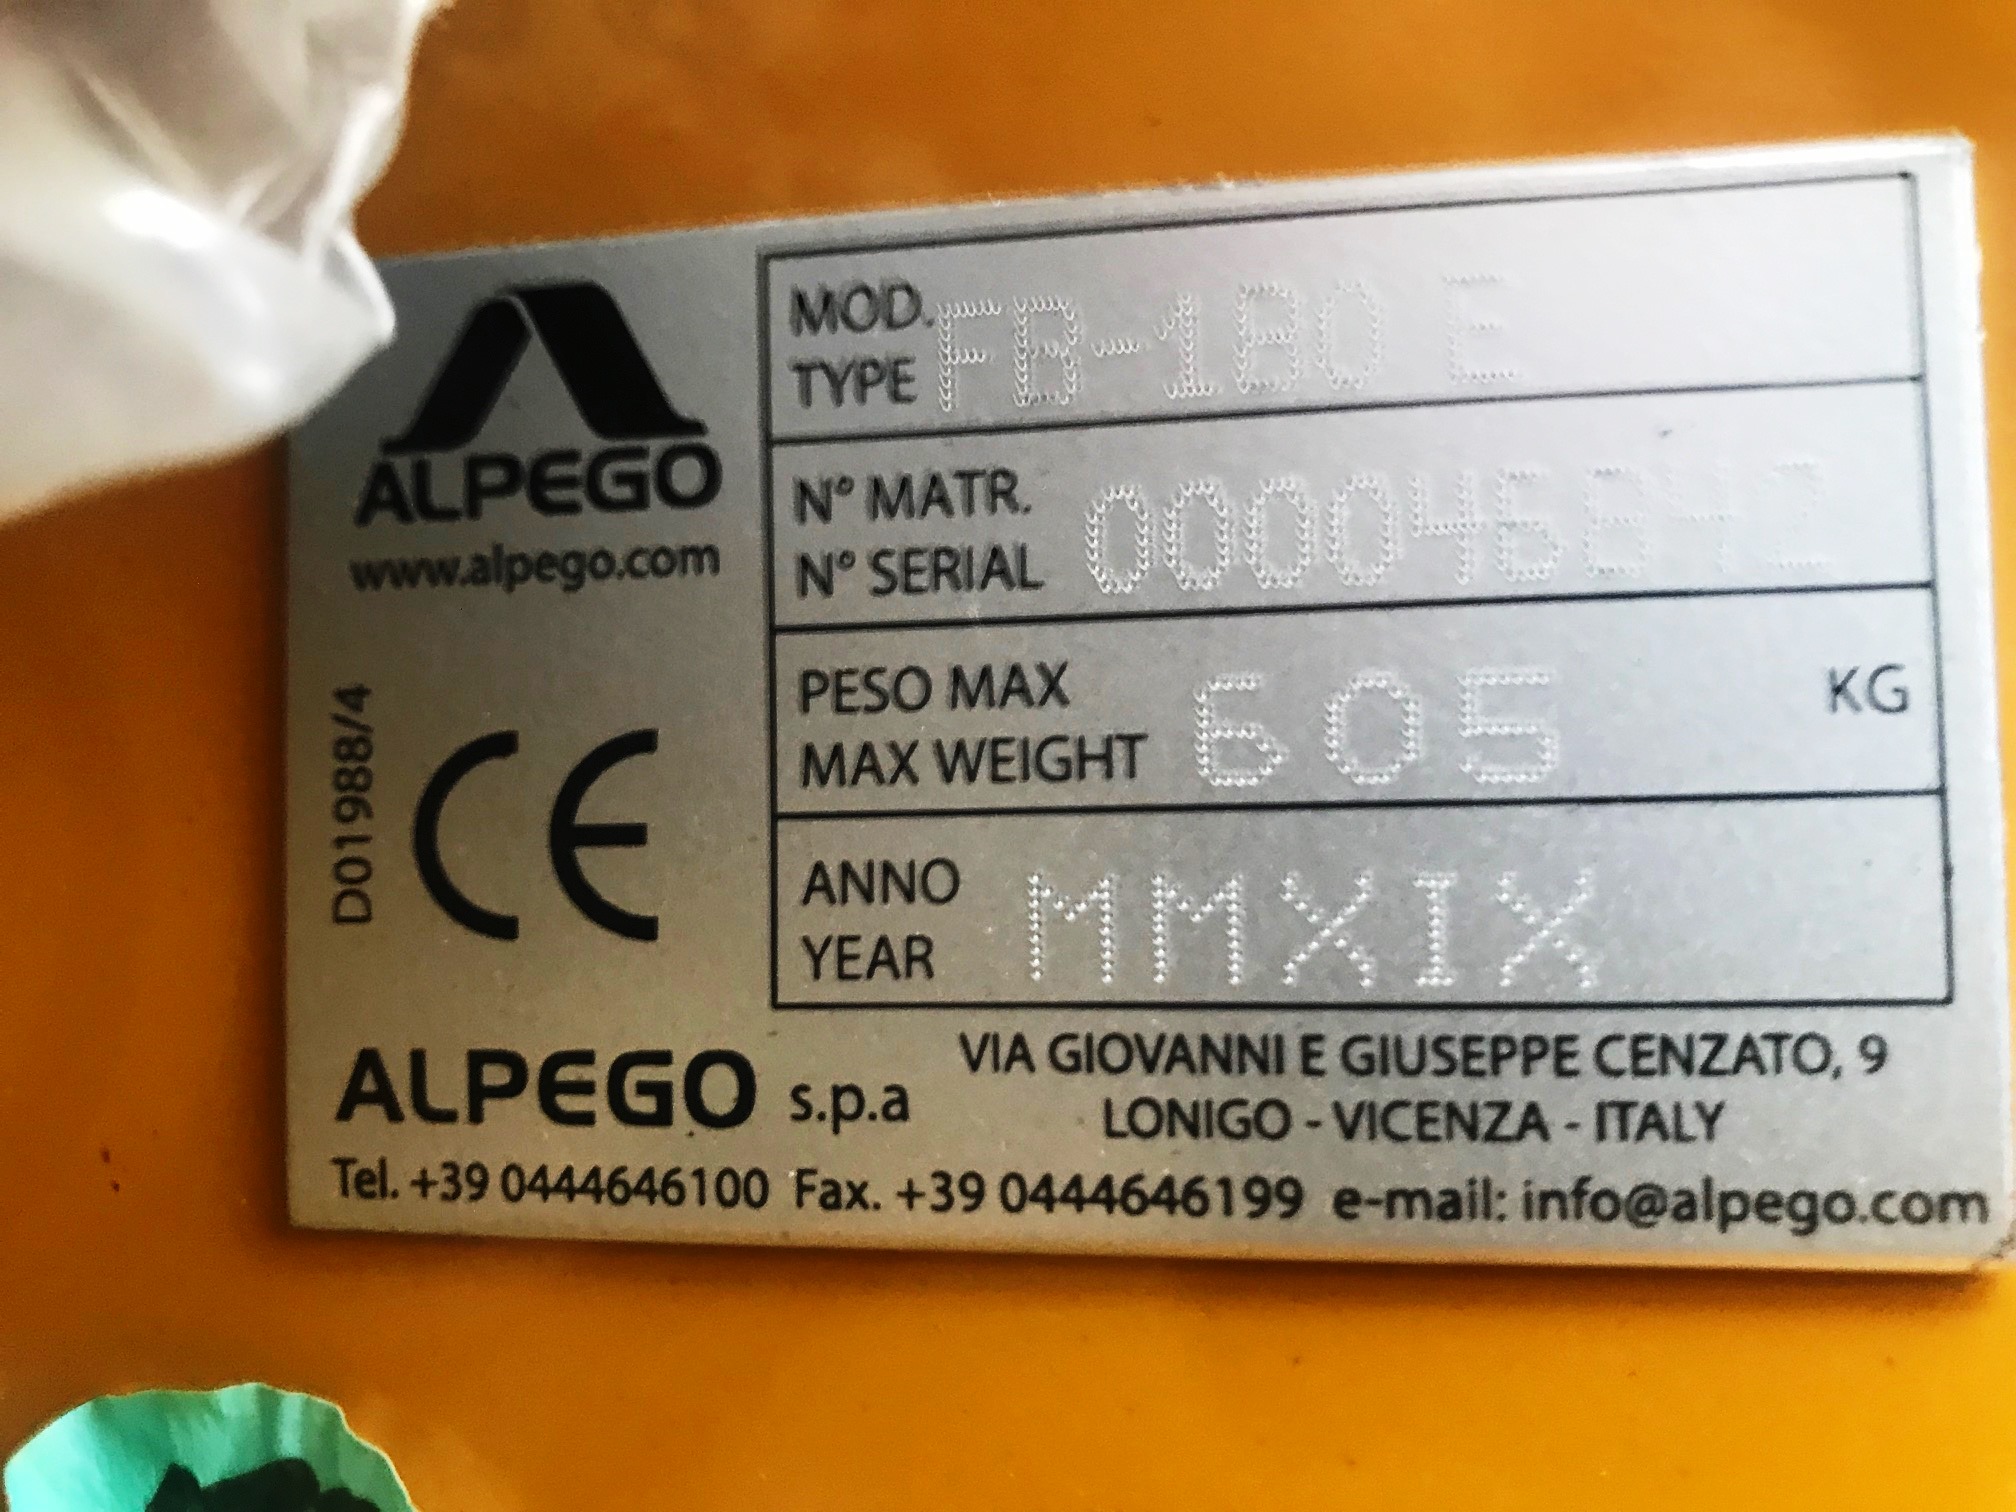 ALPEGO
www.alpego.com
D01988/4
CE
MOD.
TYPE FB-180 E
N° MATR.
N° SERIAL 000046842
PESO MAX
MAX WEIGHT 605 KG
ANNO
YEAR MMXIX
ALPEGO s.p.a
VIA GIOVANNI E GIUSEPPE CENZATO, 9
LONIGO - VICENZA - ITALY
Tel. +39 0444646100 Fax. +39 0444646199 e-mail: info@alpego.com